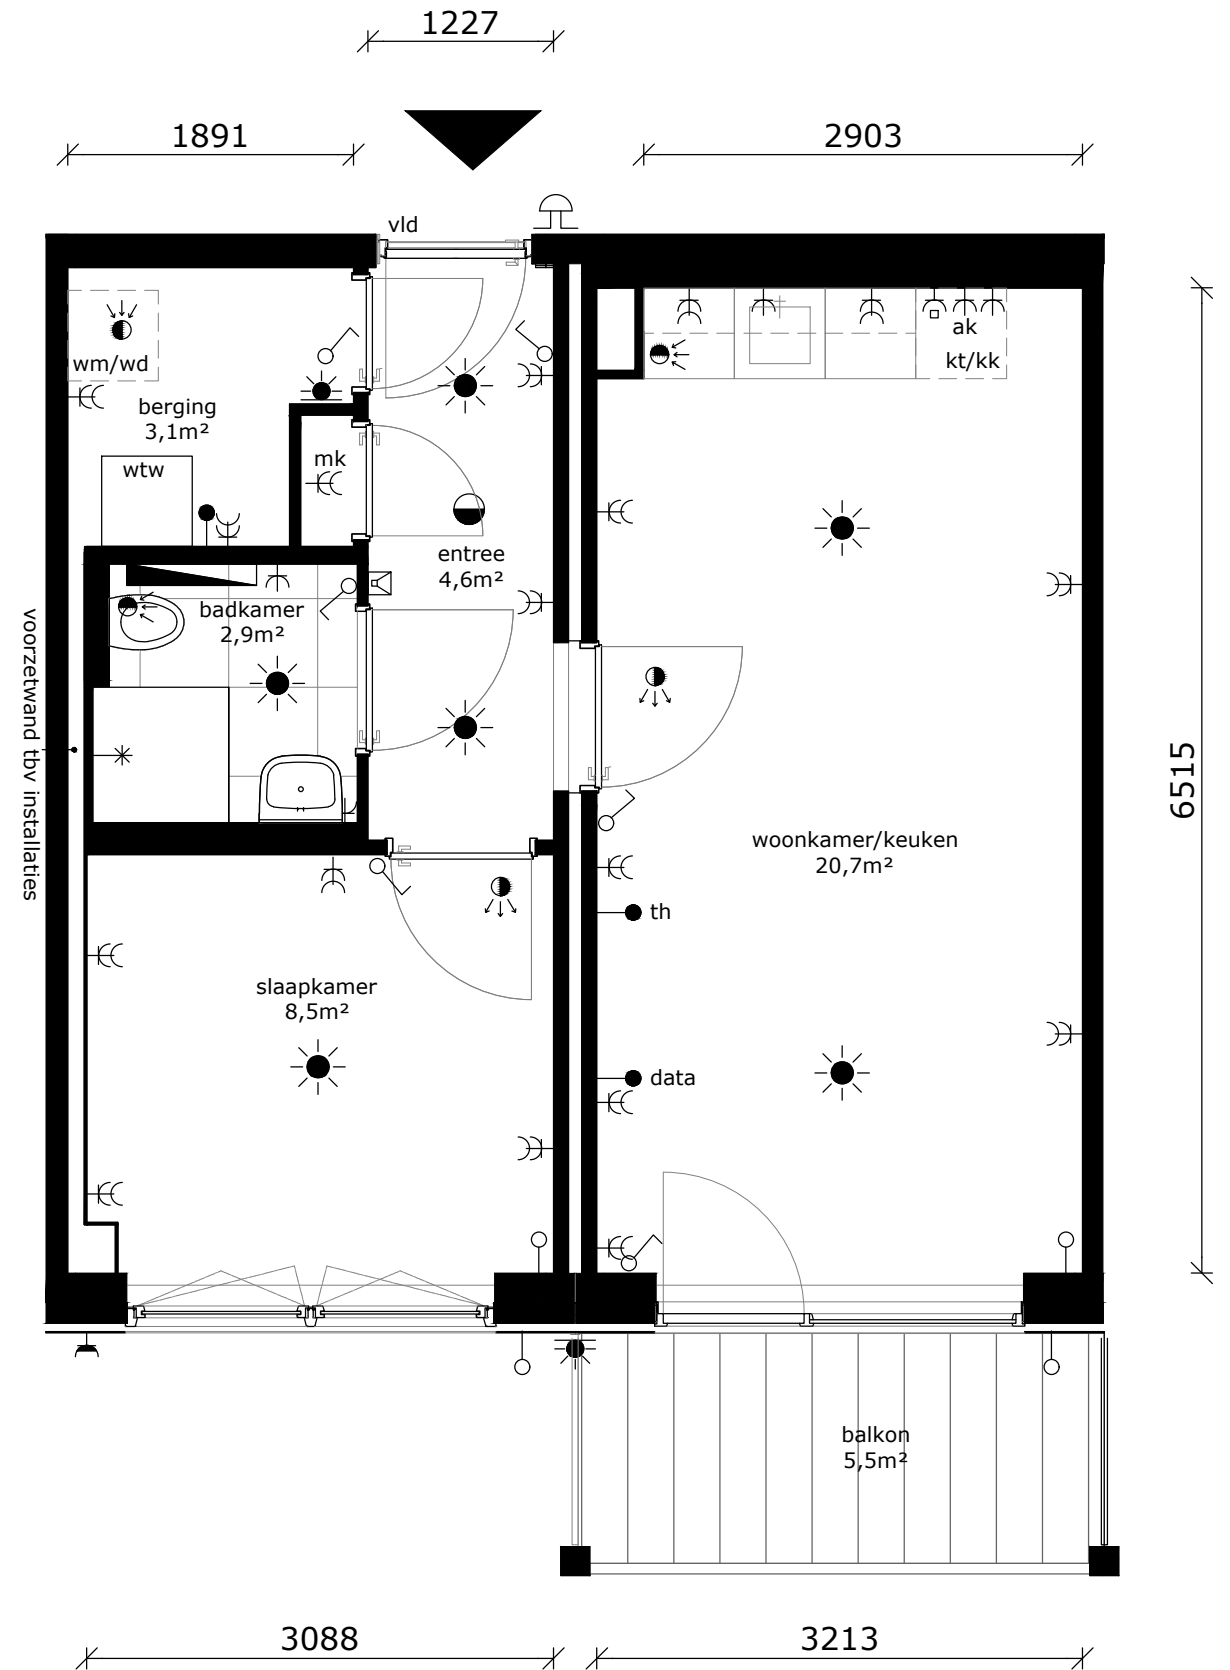 1227
1891
2903
vld
wm/wd
ak
kt/kk
berging
3,1m²
mk
wtw
entree
4,6m²
badkamer
2,9m²
voorzetwand tbv installaties
6515
woonkamer/keuken
20,7m²
th
slaapkamer
8,5m²
data
balkon
5,5m²
3088
3213